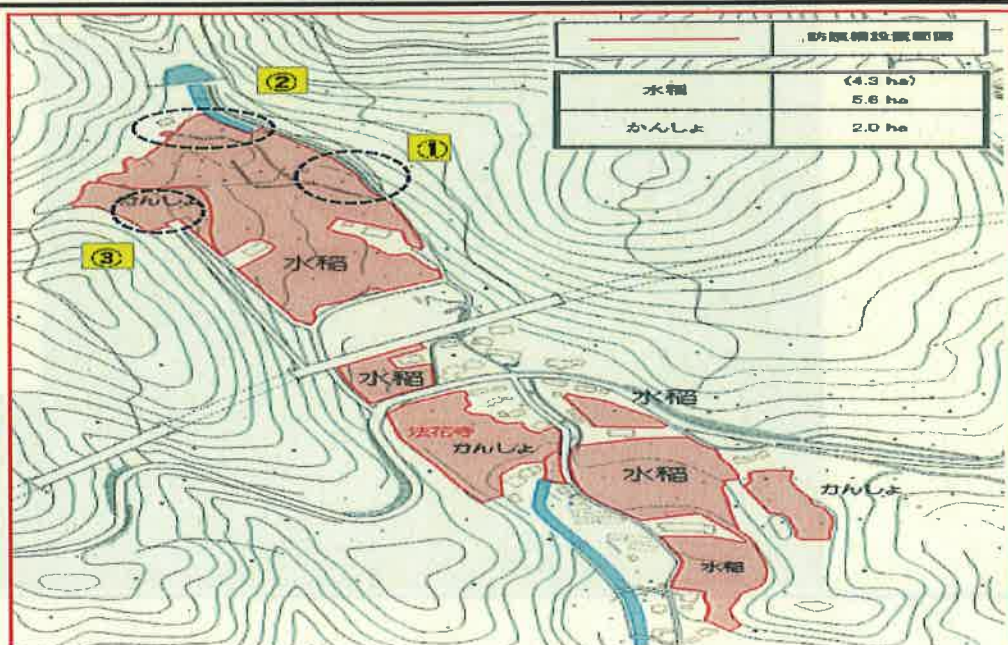 防護柵設置範囲
水稲
(4.3 ha)
5.6 ha
かんしょ
2.0 ha
②
①
かんしょ
③
水稲
水稲
水稲
法花寺
かんしょ
水稲
かんしょ
水稲